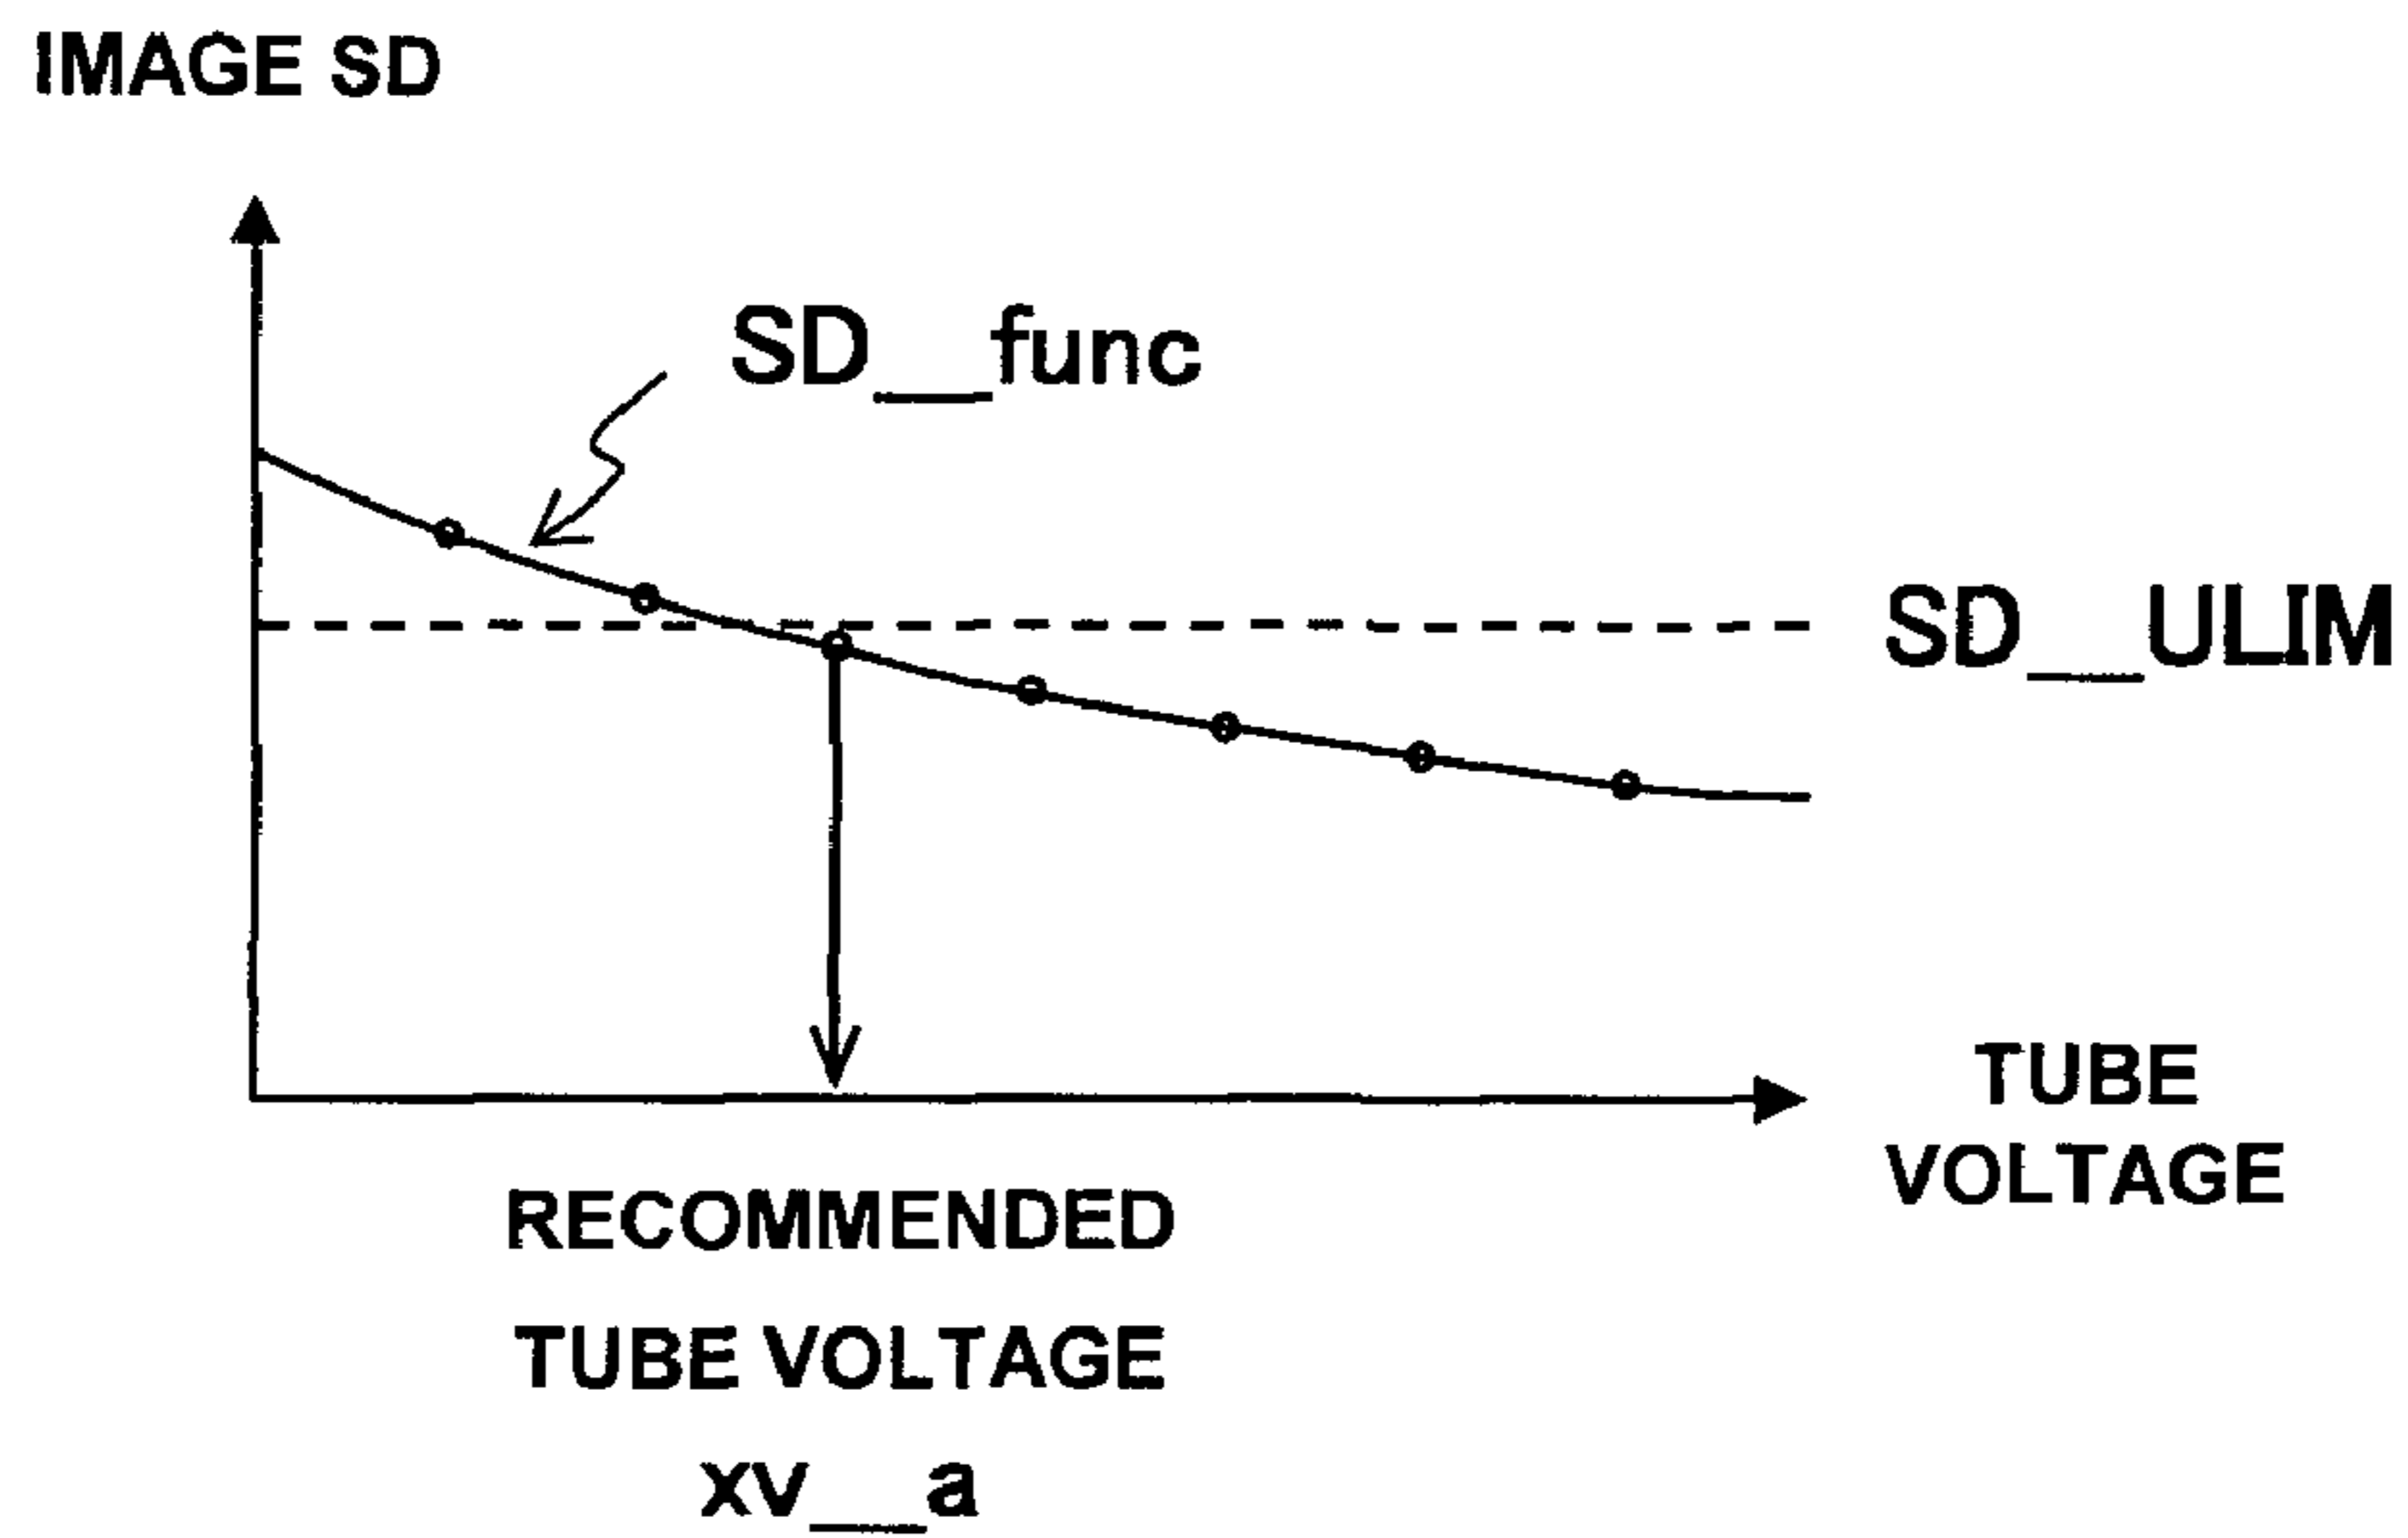 IMAGE SD
SD__func
SD__ULIM
TUBE
VOLTAGE
RECOMMENDED
TUBE VOLTAGE
xv__a